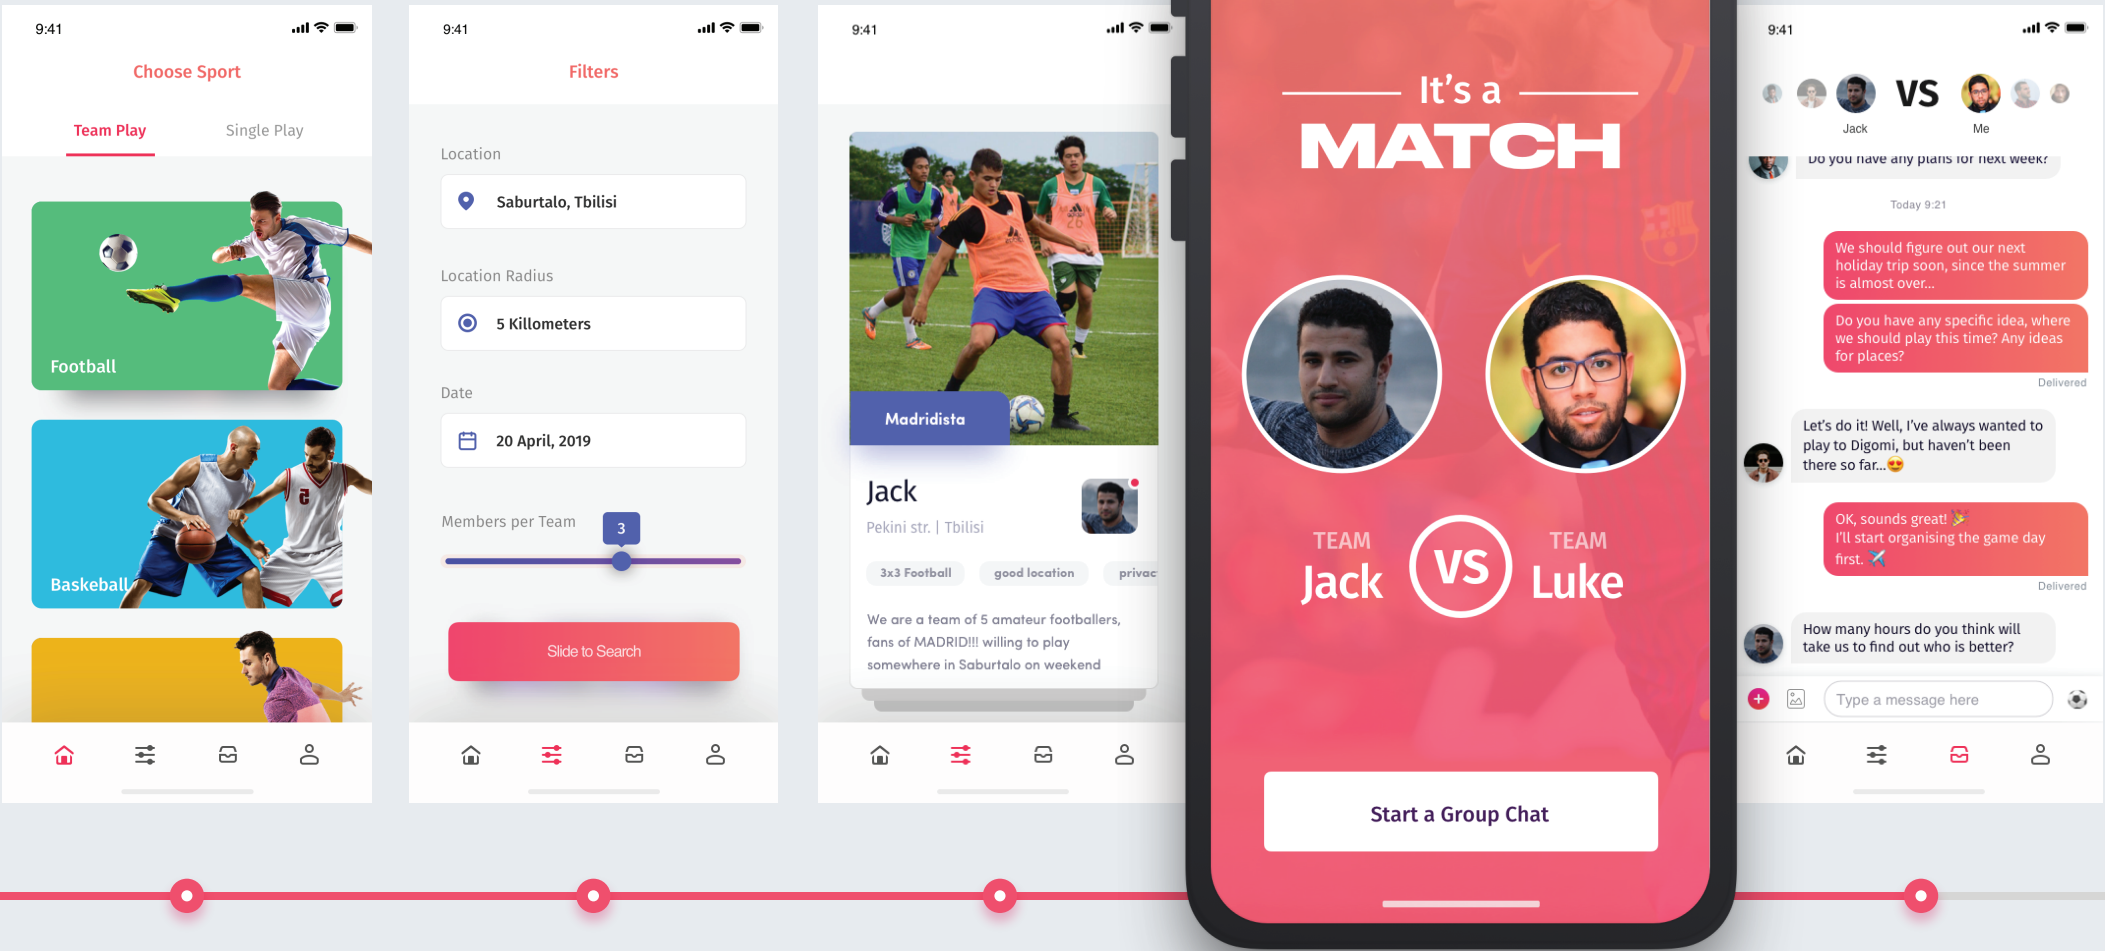 9:41
Choose Sport
Team Play
Single Play
Football
Baskeball
9:41
Filters
Location
Saburtalo, Tbilisi
Location Radius
5 Killometers
Date
20 April, 2019
Members per Team
3
Slide to Search
9:41
Madridista
Jack
Pekini str. | Tbilisi
3x3 Football
good location
privac
We are a team of 5 amateur footballers,
fans of MADRID!!! willing to play
somewhere in Saburtalo on weekend
It's a
MATCH
TEAM
Jack
VS
TEAM
Luke
Start a Group Chat
9:41
VS
Jack
Me
Do you have any plans for next week?
Today 9:21
We should figure out our next
holiday trip soon, since the summer
is almost over...
Do you have any specific idea, where
we should play this time? Any ideas
for places?
Delivered
Let's do it! Well, I've always wanted to
play to Digomi, but haven't been
there so far...😍
OK, sounds great! 🎉
I'll start organising the game day
first. ✈️
Delivered
How many hours do you think will
take us to find out who is better?
Type a message here